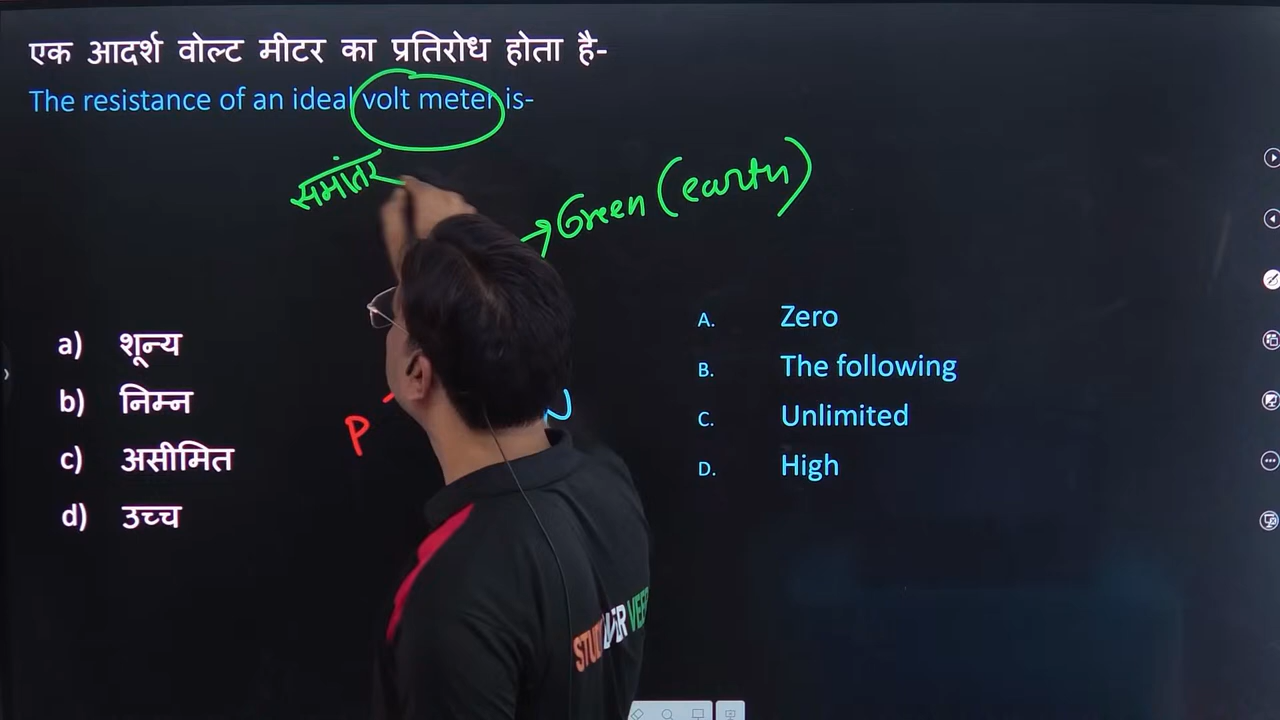 एक आदर्श वोल्ट मीटर का प्रतिरोध होता है-
The resistance of an ideal volt meter is-
समांतर
Green (earth)
P
N
a) शून्य
b) निम्न
c) असीमित
d) उच्च
A. Zero
B. The following
C. Unlimited
D. High